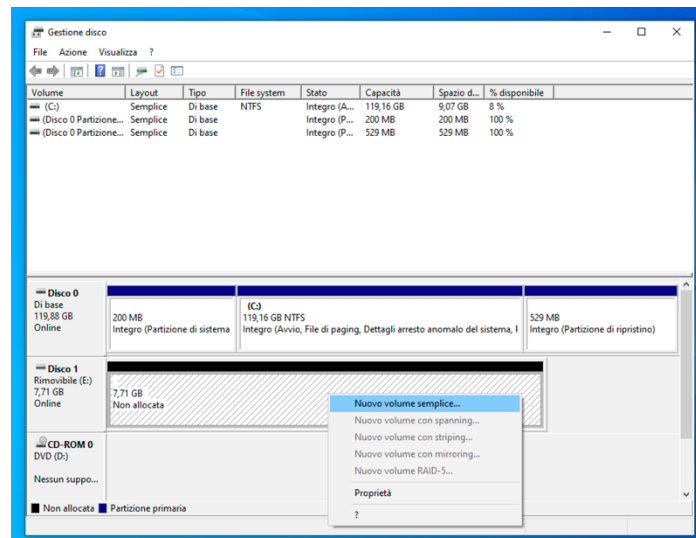 Gestione disco
File Azione Visualizza ?
Volume Layout Tipo File system Stato Capacità Spazio d... % disponibile
(C:) Semplice Di base NTFS Integro (A... 119,16 GB 9,07 GB 8 %
(Disco 0 Partizione... Semplice Di base Integro (P... 200 MB 200 MB 100 %
(Disco 0 Partizione... Semplice Di base Integro (P... 529 MB 529 MB 100 %
Disco 0
Di base
119,88 GB
Online
200 MB
Integro (Partizione di sistema
(C:)
119,16 GB NTFS
Integro (Avvio, File di paging, Dettagli arresto anomalo del sistema, I
529 MB
Integro (Partizione di ripristino)
Disco 1
Rimovibile (E:)
7,71 GB
Online
7,71 GB
Non allocata
Nuovo volume semplice...
Nuovo volume con spanning...
Nuovo volume con striping...
Nuovo volume con mirroring...
Nuovo volume RAID-5...
Proprietà
?
CD-ROM 0
DVD (D:)
Nessun suppo...
Non allocata Partizione primaria